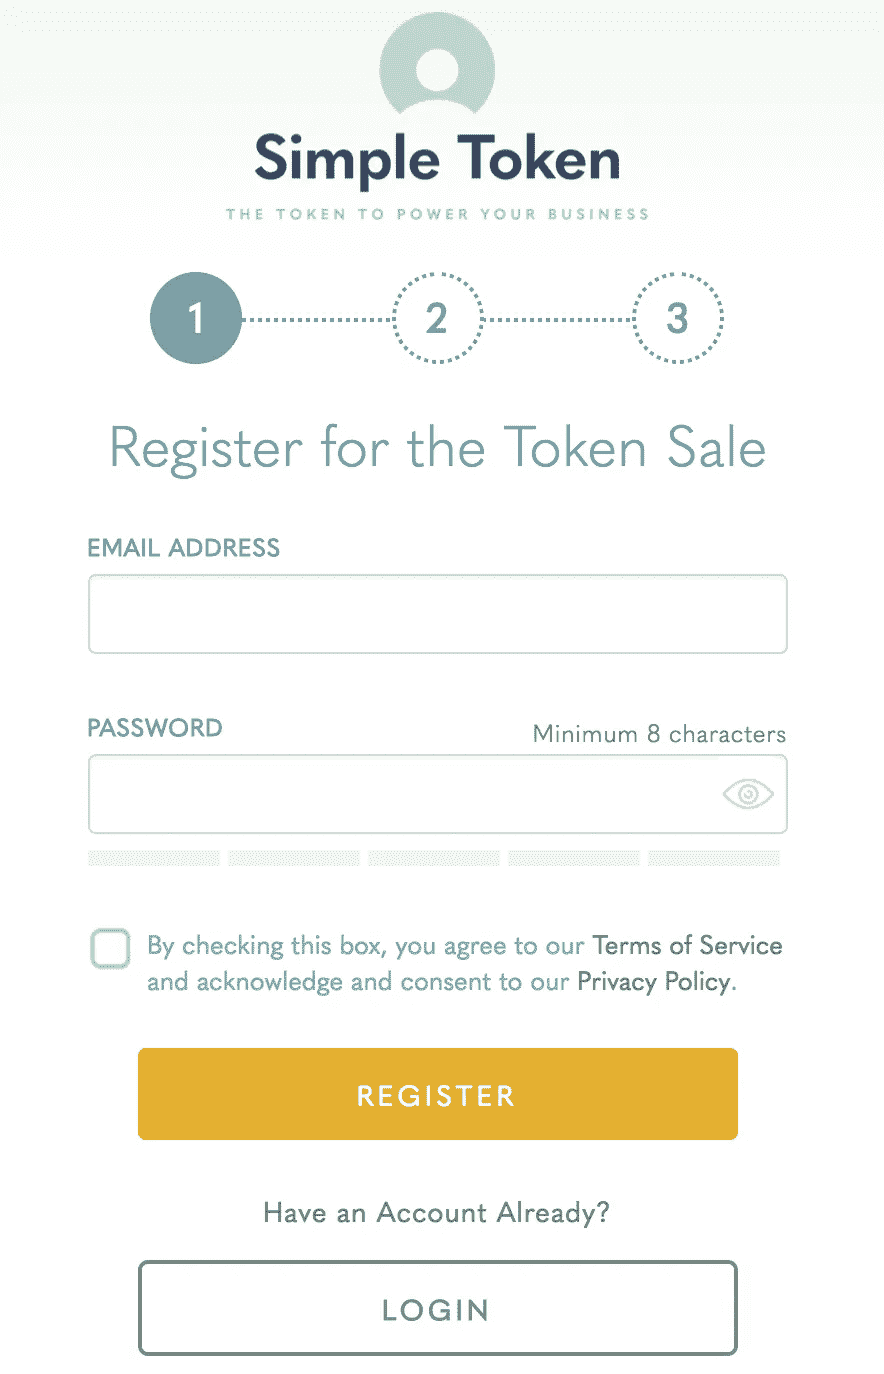 Simple Token
THE TOKEN TO POWER YOUR BUSINESS
1 2 3
Register for the Token Sale
EMAIL ADDRESS
PASSWORD Minimum 8 characters
By checking this box, you agree to our Terms of Service
and acknowledge and consent to our Privacy Policy.
REGISTER
Have an Account Already?
LOGIN